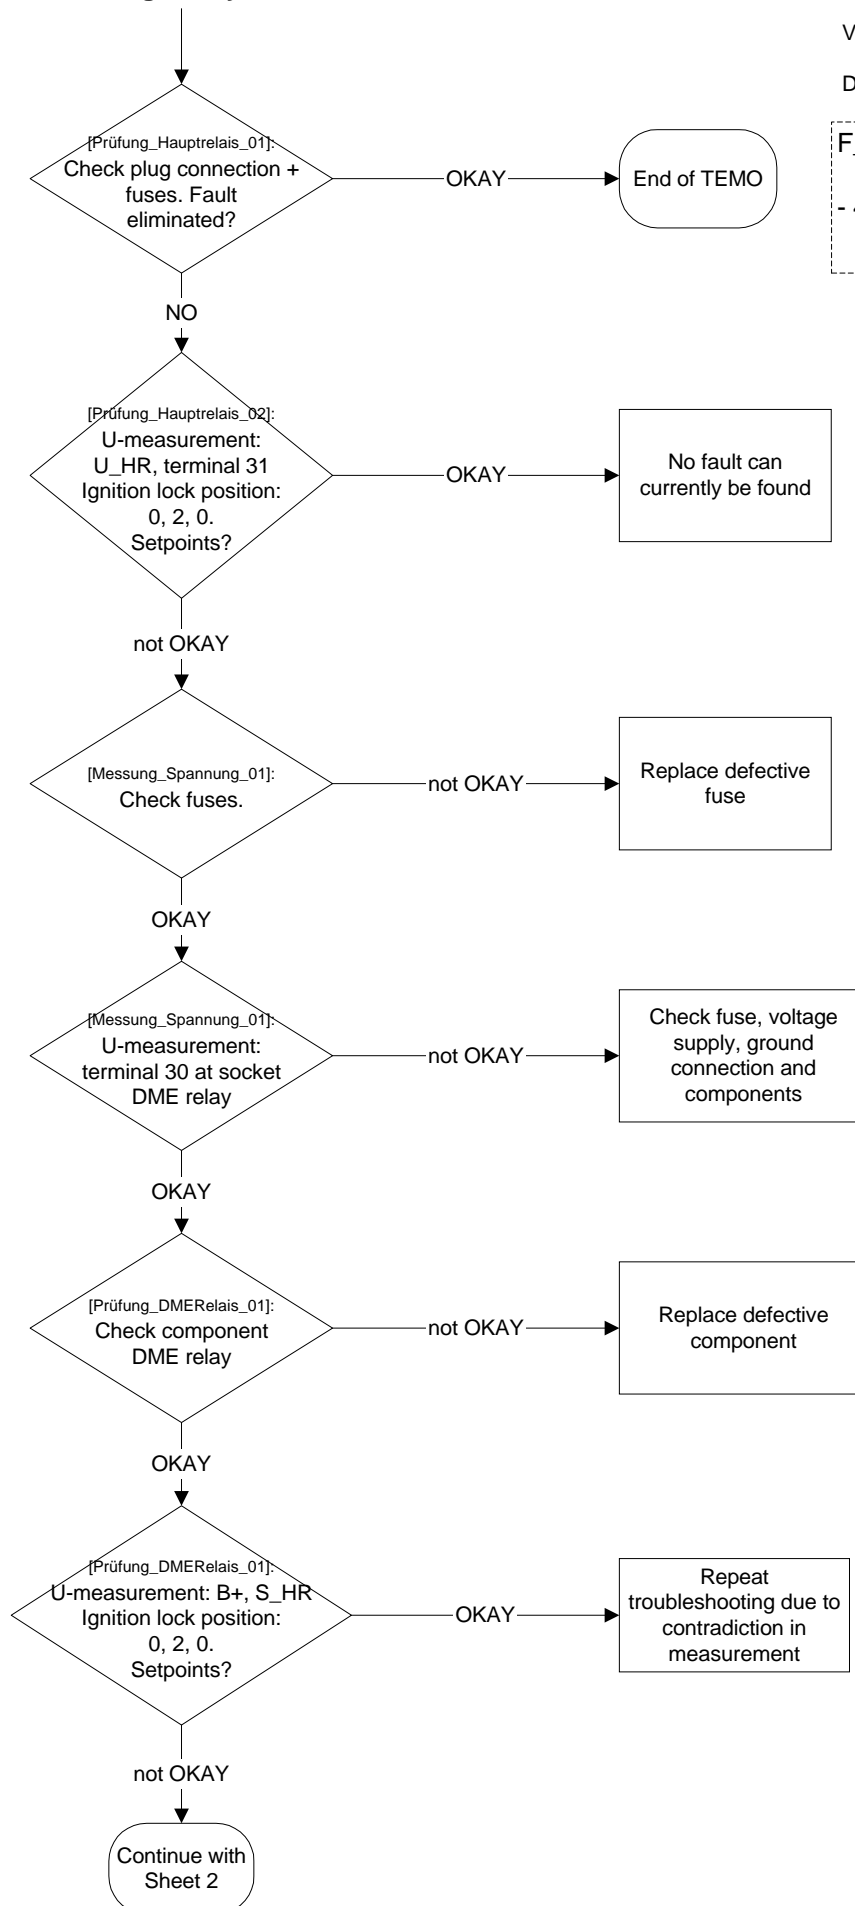 V
D
[Prüfung_Hauptrelais_01]:
Check plug connection +
fuses. Fault
eliminated?
OKAY
End of TEMO
F_
-
NO
[Prüfung_Hauptrelais_02]:
U-measurement:
U_HR, terminal 31
Ignition lock position:
0, 2, 0.
Setpoints?
OKAY
No fault can
currently be found
not OKAY
[Messung_Spannung_01]:
Check fuses.
not OKAY
Replace defective
fuse
OKAY
[Messung_Spannung_01]:
U-measurement:
terminal 30 at socket
DME relay
not OKAY
Check fuse, voltage
supply, ground
connection and
components
OKAY
[Prüfung_DMERelais_01]:
Check component
DME relay
not OKAY
Replace defective
component
OKAY
[Prüfung_DMERelais_01]:
U-measurement: B+, S_HR
Ignition lock position:
0, 2, 0.
Setpoints?
OKAY
Repeat
troubleshooting due to
contradiction in
measurement
not OKAY
Continue with
Sheet 2